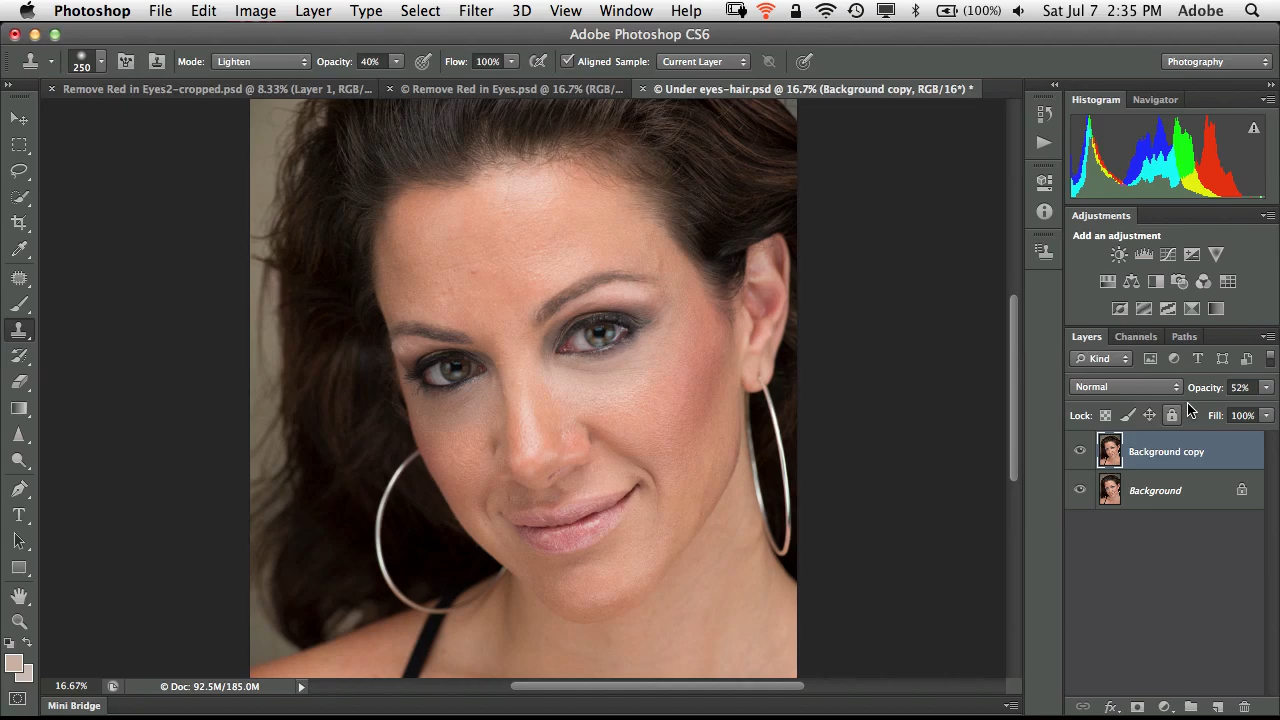 Photoshop File Edit Image Layer Type Select Filter 3D View Window Help (100%) Sat Jul 7 2:35 PM Adobe
Adobe Photoshop CS6
250 Mode: Lighten Opacity: 40% Flow: 100% Aligned Sample: Current Layer Photography
Remove Red in Eyes2-cropped.psd @ 8.33% (Layer 1, RGB/... © Remove Red in Eyes.psd @ 16.7% (RGB/... © Under eyes-hair.psd @ 16.7% (Background copy, RGB/16*) *
Histogram Navigator
Adjustments
Add an adjustment
Layers Channels Paths
Kind
Normal Opacity: 52%
Lock: Fill: 100%
Background copy
Background
16.67% © Doc: 92.5M/185.0M
Mini Bridge
fx